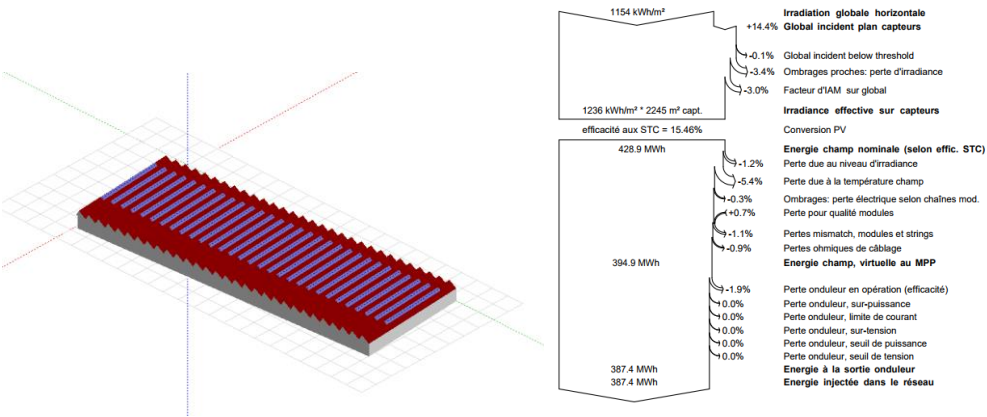 1154 kWh/m² Irradiation globale horizontale
+14.4% Global incident plan capteurs
-0.1% Global incident below threshold
-3.4% Ombrages proches: perte d'irradiance
-3.0% Facteur d'IAM sur global
1236 kWh/m² * 2245 m² capt. Irradiance effective sur capteurs
efficacité aux STC = 15.46% Conversion PV
428.9 MWh Energie champ nominale (selon effic. STC)
-1.2% Perte due au niveau d'irradiance
-5.4% Perte due à la température champ
-0.3% Ombrages: perte électrique selon chaînes mod.
+0.7% Perte pour qualité modules
-1.1% Pertes mismatch, modules et strings
-0.9% Pertes ohmiques de câblage
394.9 MWh Energie champ, virtuelle au MPP
-1.9% Perte onduleur en opération (efficacité)
0.0% Perte onduleur, sur-puissance
0.0% Perte onduleur, limite de courant
0.0% Perte onduleur, sur-tension
0.0% Perte onduleur, seuil de puissance
0.0% Perte onduleur, seuil de tension
387.4 MWh Energie à la sortie onduleur
387.4 MWh Energie injectée dans le réseau